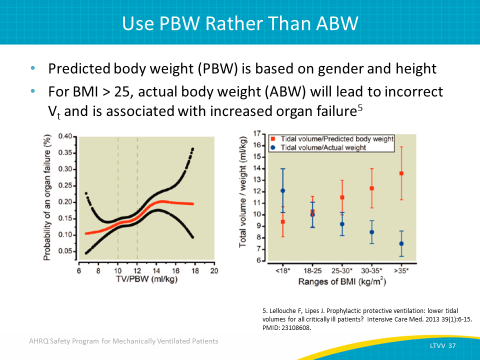 Use PBW Rather Than ABW
• Predicted body weight (PBW) is based on gender and height
• For BMI > 25, actual body weight (ABW) will lead to incorrect
Vt and is associated with increased organ failure5
Probability of an organ failure (%)
0.40
0.35
0.30
0.25
0.20
0.15
0.10
0.05
6 8 10 12 14 16 18 20
TV/PBW (ml/kg)
Total volume / weight (ml/kg)
17
16
15
14
13
12
11
10
9
8
7
6
Tidal volume/Predicted body weight
Tidal volume/Actual weight
<18* 18-25 25-30* 30-35* >35*
Ranges of BMI (kg/m²)
5. Lellouche F, Lipes J. Prophylactic protective ventilation: lower tidal
volumes for all critically ill patients? Intensive Care Med. 2013 39(1):6-15.
PMID: 23108608.
AHRQ Safety Program for Mechanically Ventilated Patients
LTVV 37